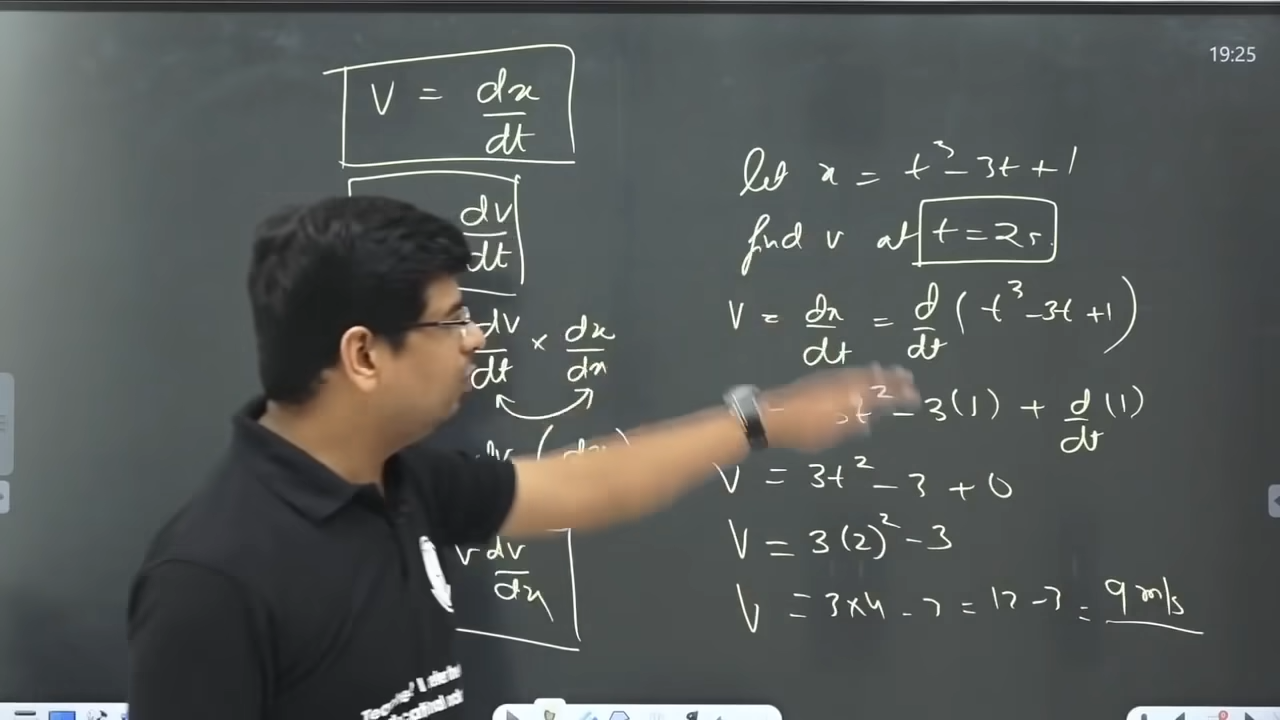 19:25
V = dx/dt
dv/dt
dv/dt × dx/dx
v dv/dx
let x = t³ - 3t + 1
find v at t = 2s.
V = dx/dt = d/dt (t³ - 3t + 1)
t² - 3(1) + d/dt (1)
V = 3t² - 3 + 0
V = 3(2)² - 3
V = 3×4 - 3 = 12 - 3 = 9 m/s